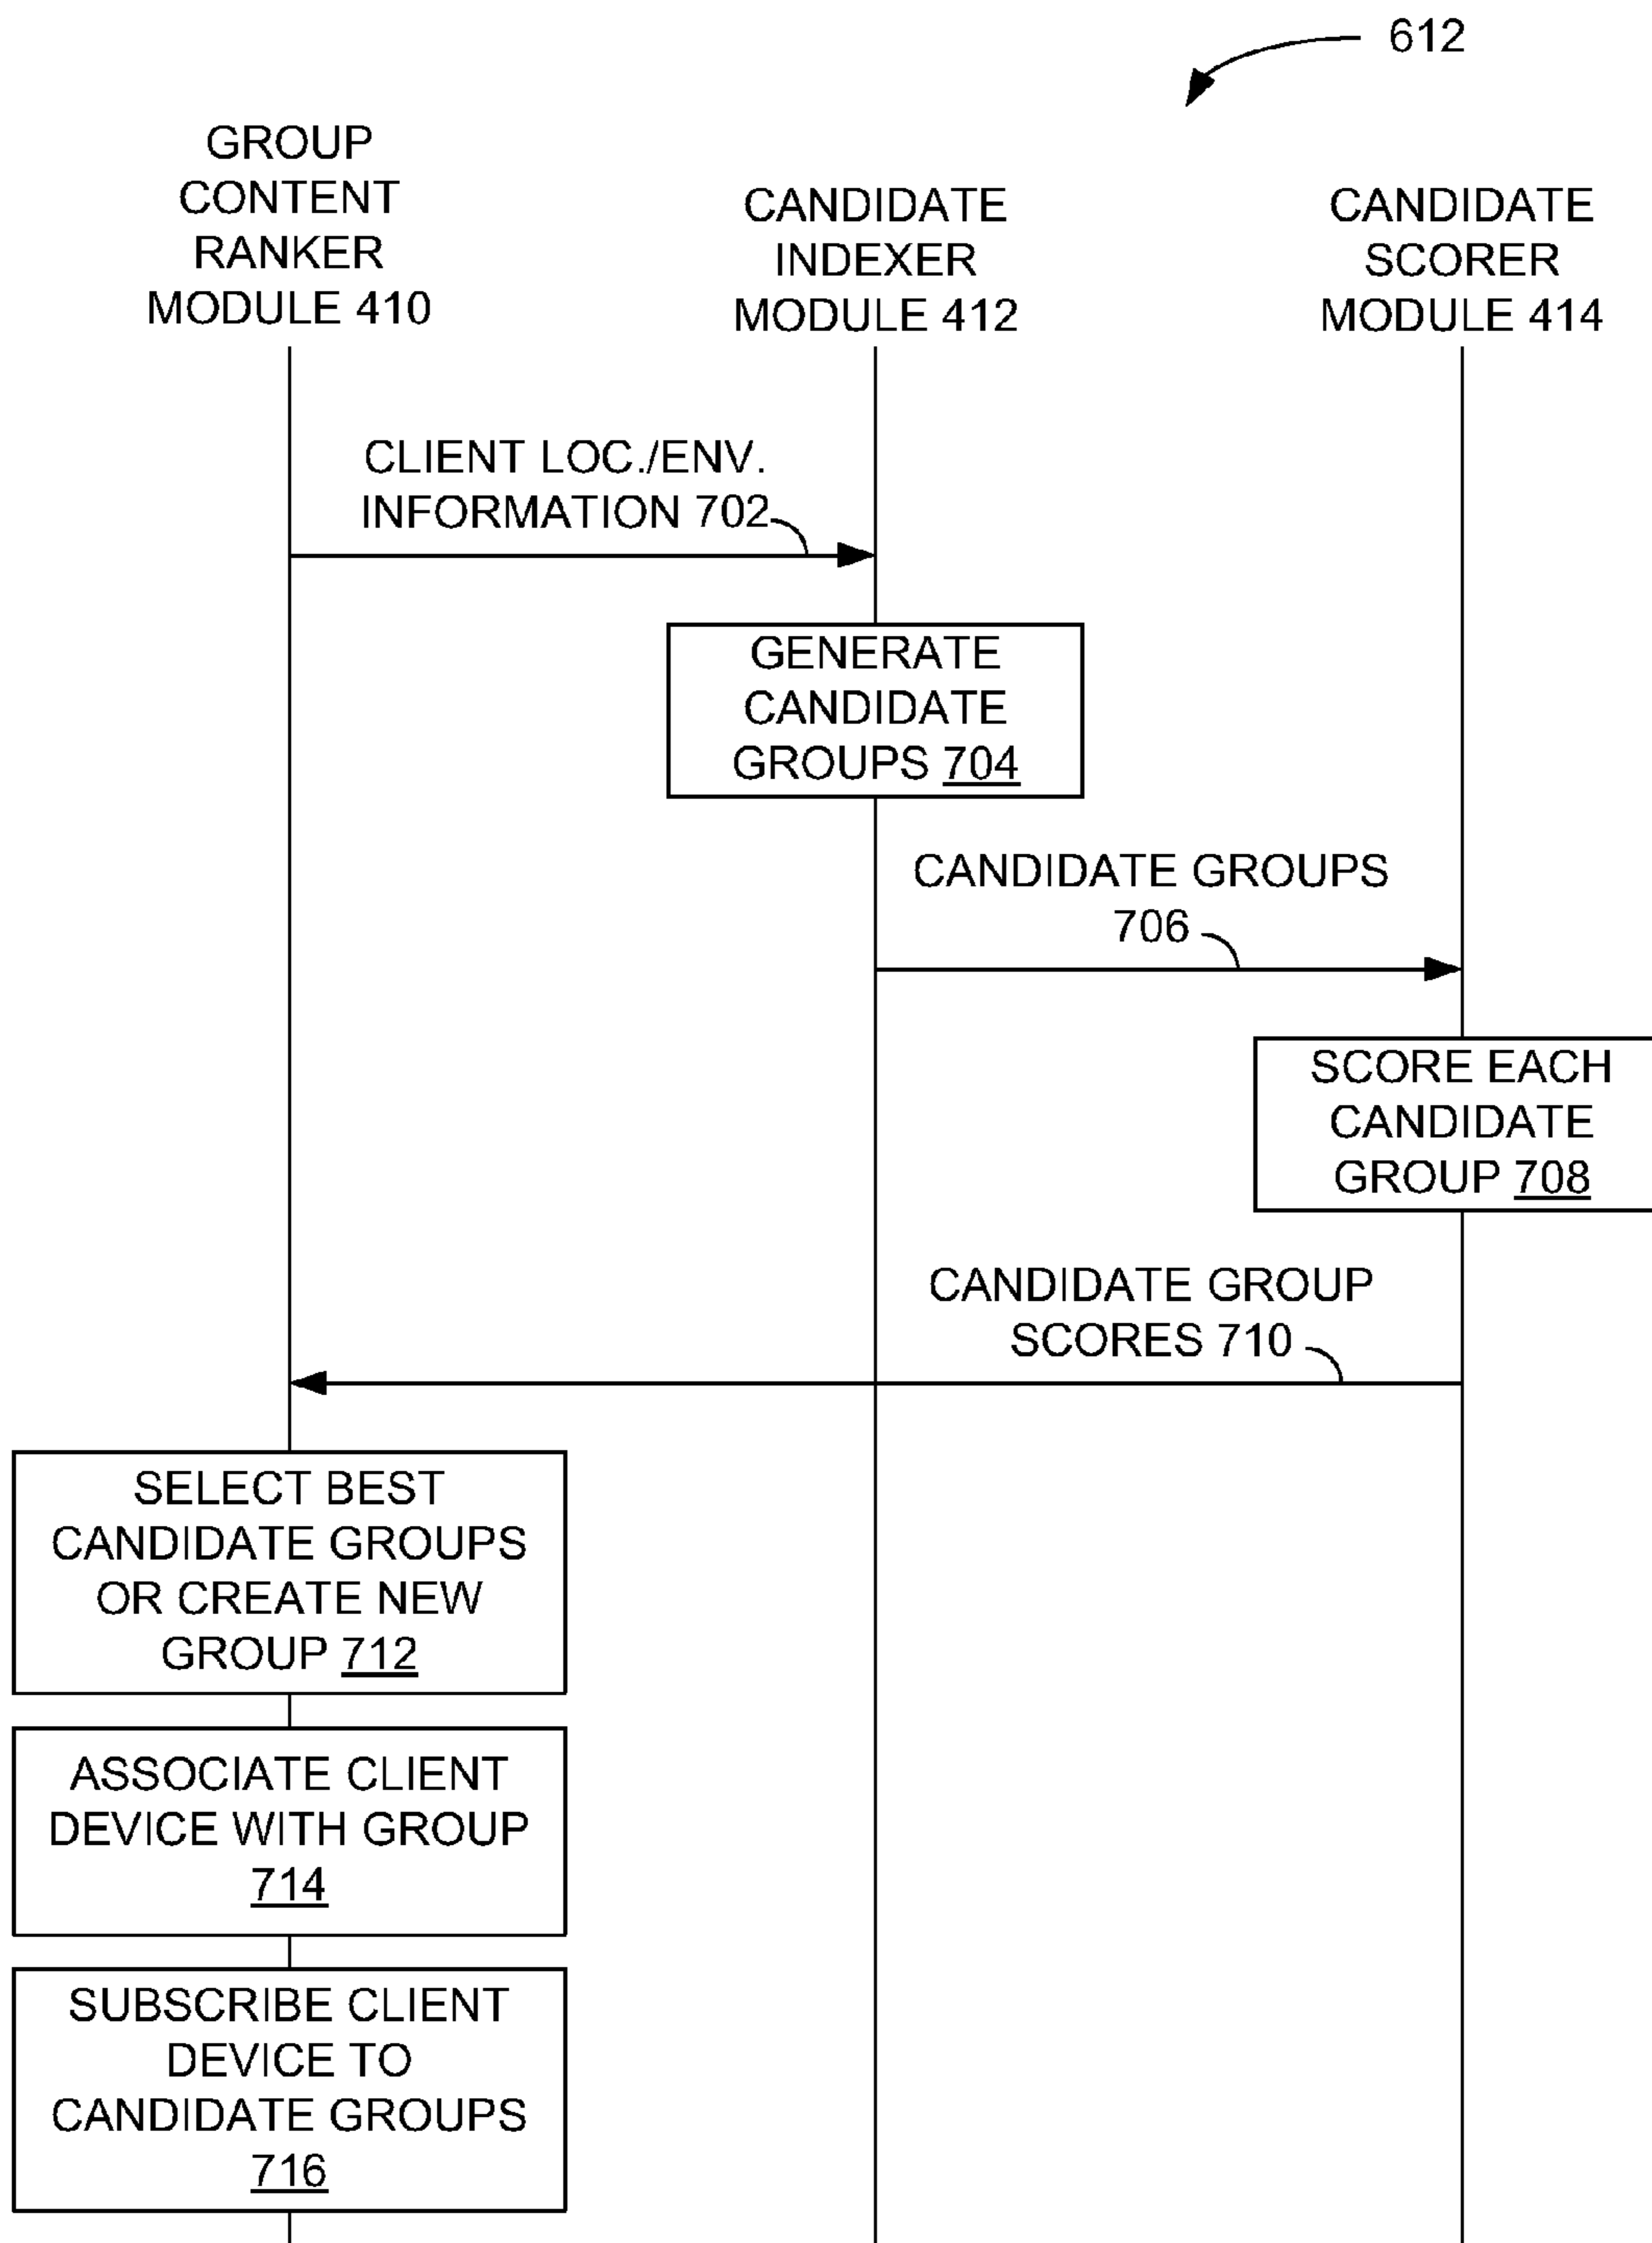 612
GROUP
CONTENT
RANKER
MODULE 410
CANDIDATE
INDEXER
MODULE 412
CANDIDATE
SCORER
MODULE 414
CLIENT LOC./ENV.
INFORMATION 702
GENERATE
CANDIDATE
GROUPS 704
CANDIDATE GROUPS
706
SCORE EACH
CANDIDATE
GROUP 708
CANDIDATE GROUP
SCORES 710
SELECT BEST
CANDIDATE GROUPS
OR CREATE NEW
GROUP 712
ASSOCIATE CLIENT
DEVICE WITH GROUP
714
SUBSCRIBE CLIENT
DEVICE TO
CANDIDATE GROUPS
716